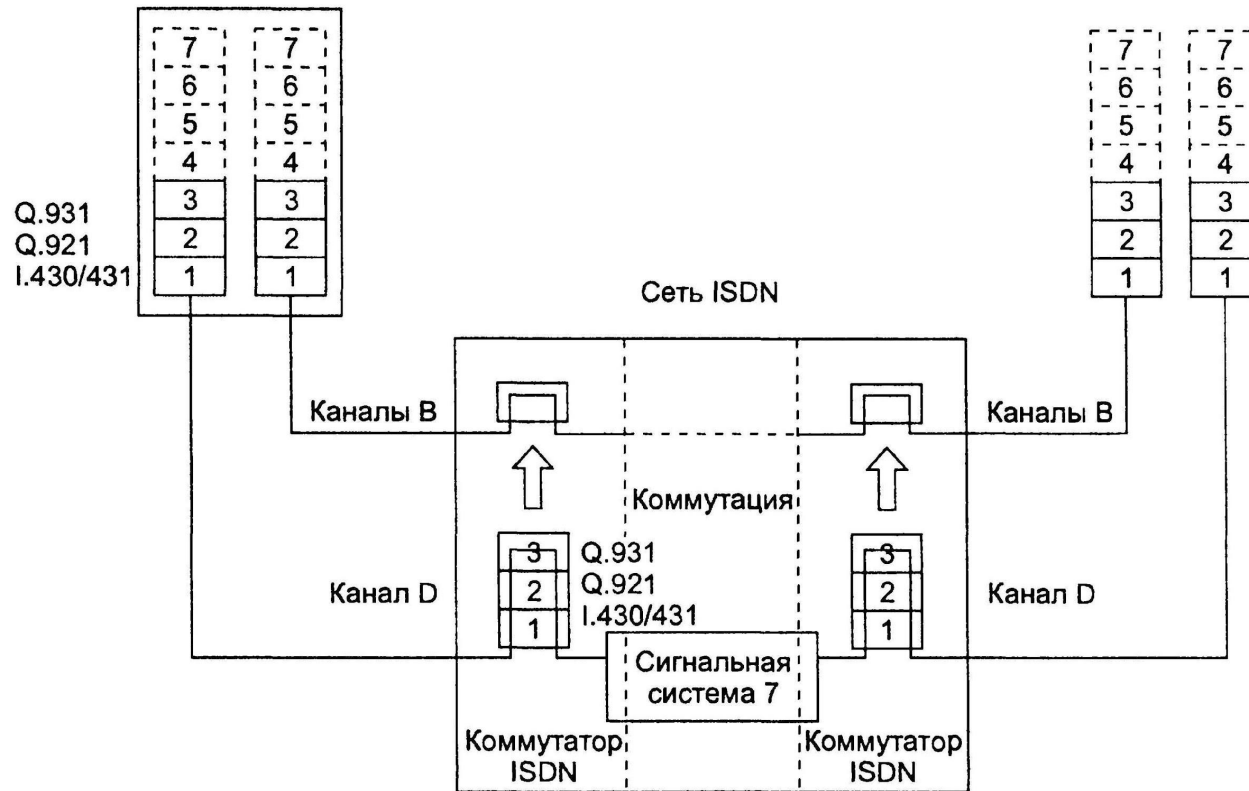 7 7
6 6
5 5
4 4
3 3
2 2
1 1
Q.931
Q.921
I.430/431
7 7
6 6
5 5
4 4
3 3
2 2
1 1
Сеть ISDN
Каналы B
Каналы B
Коммутация
Канал D
3
2
1
Q.931
Q.921
I.430/431
3
2
1
Канал D
Сигнальная
система 7
Коммутатор
ISDN
Коммутатор
ISDN